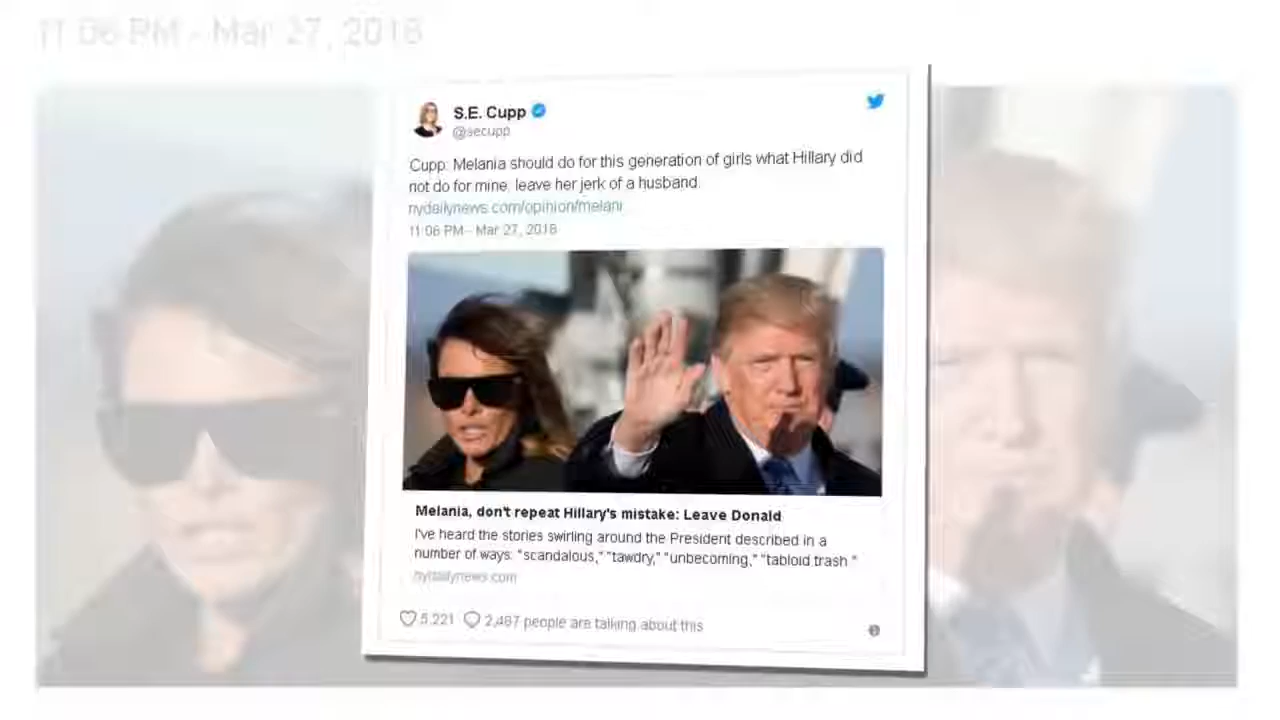 11:06 PM - Mar 27, 2018
S.E. Cupp
@secupp
Cupp: Melania should do for this generation of girls what Hillary did
not do for mine: leave her jerk of a husband.
nydailynews.com/opinion/melani
11:06 PM - Mar 27, 2018
Melania, don't repeat Hillary's mistake: Leave Donald
I've heard the stories swirling around the President described in a
number of ways: "scandalous," "tawdry," "unbecoming," "tabloid trash."
nydailynews.com
5,221 2,487 people are talking about this